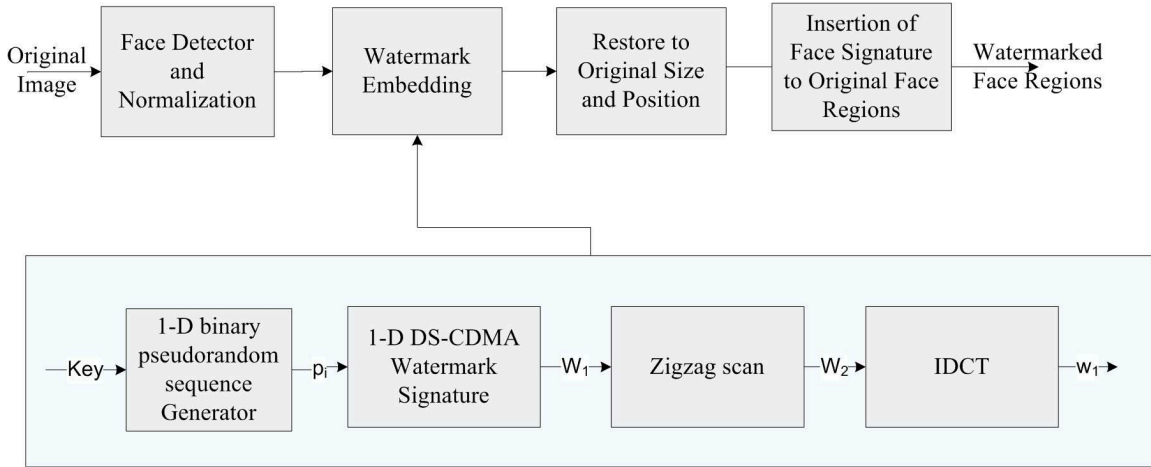 Original
Image
Face Detector
and
Normalization
Watermark
Embedding
Restore to
Original Size
and Position
Insertion of
Face Signature
to Original Face
Regions
Watermarked
Face Regions
Key
1-D binary
pseudorandom
sequence
Generator
pᵢ
1-D DS-CDMA
Watermark
Signature
W₁
Zigzag scan
W₂
IDCT
w₁